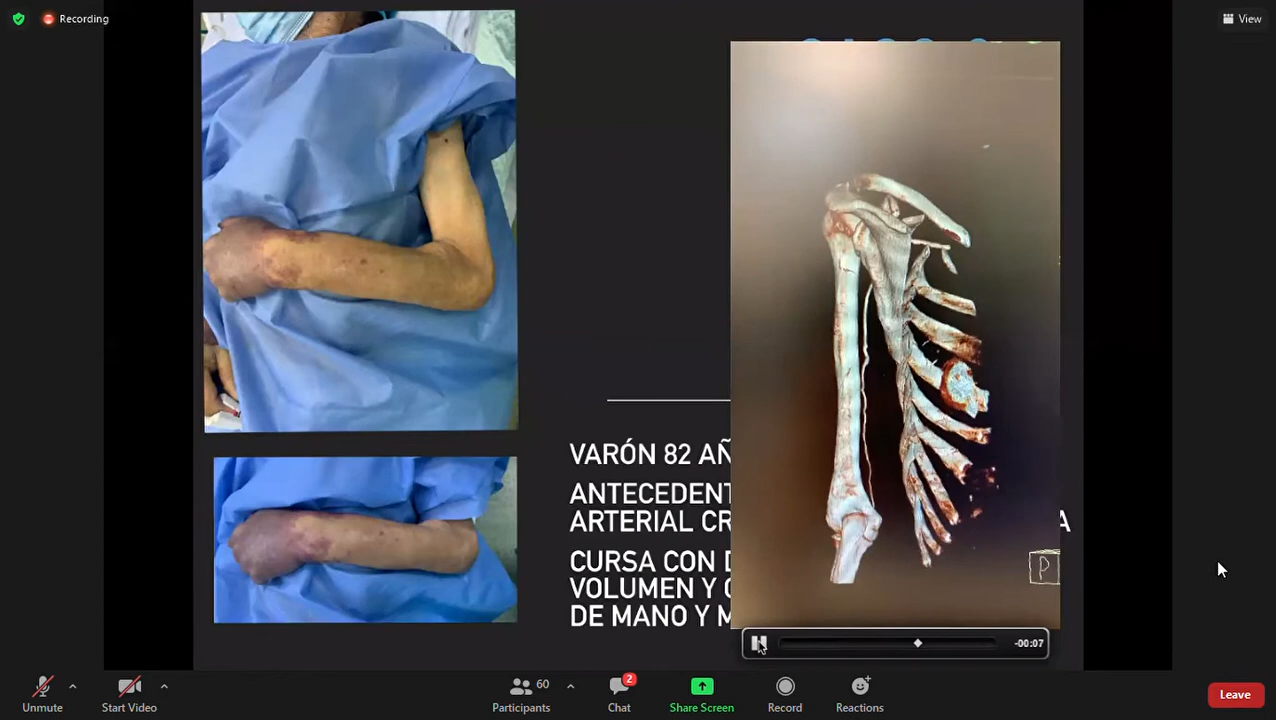 Recording
View
VARÓN 82
ANTECEDENT
ARTERIAL CR
A
CURSA CON
VOLUMEN Y
DE MANO Y
P
-00:07
Unmute
Start Video
60
Participants
2
Chat
Share Screen
Record
Reactions
Leave